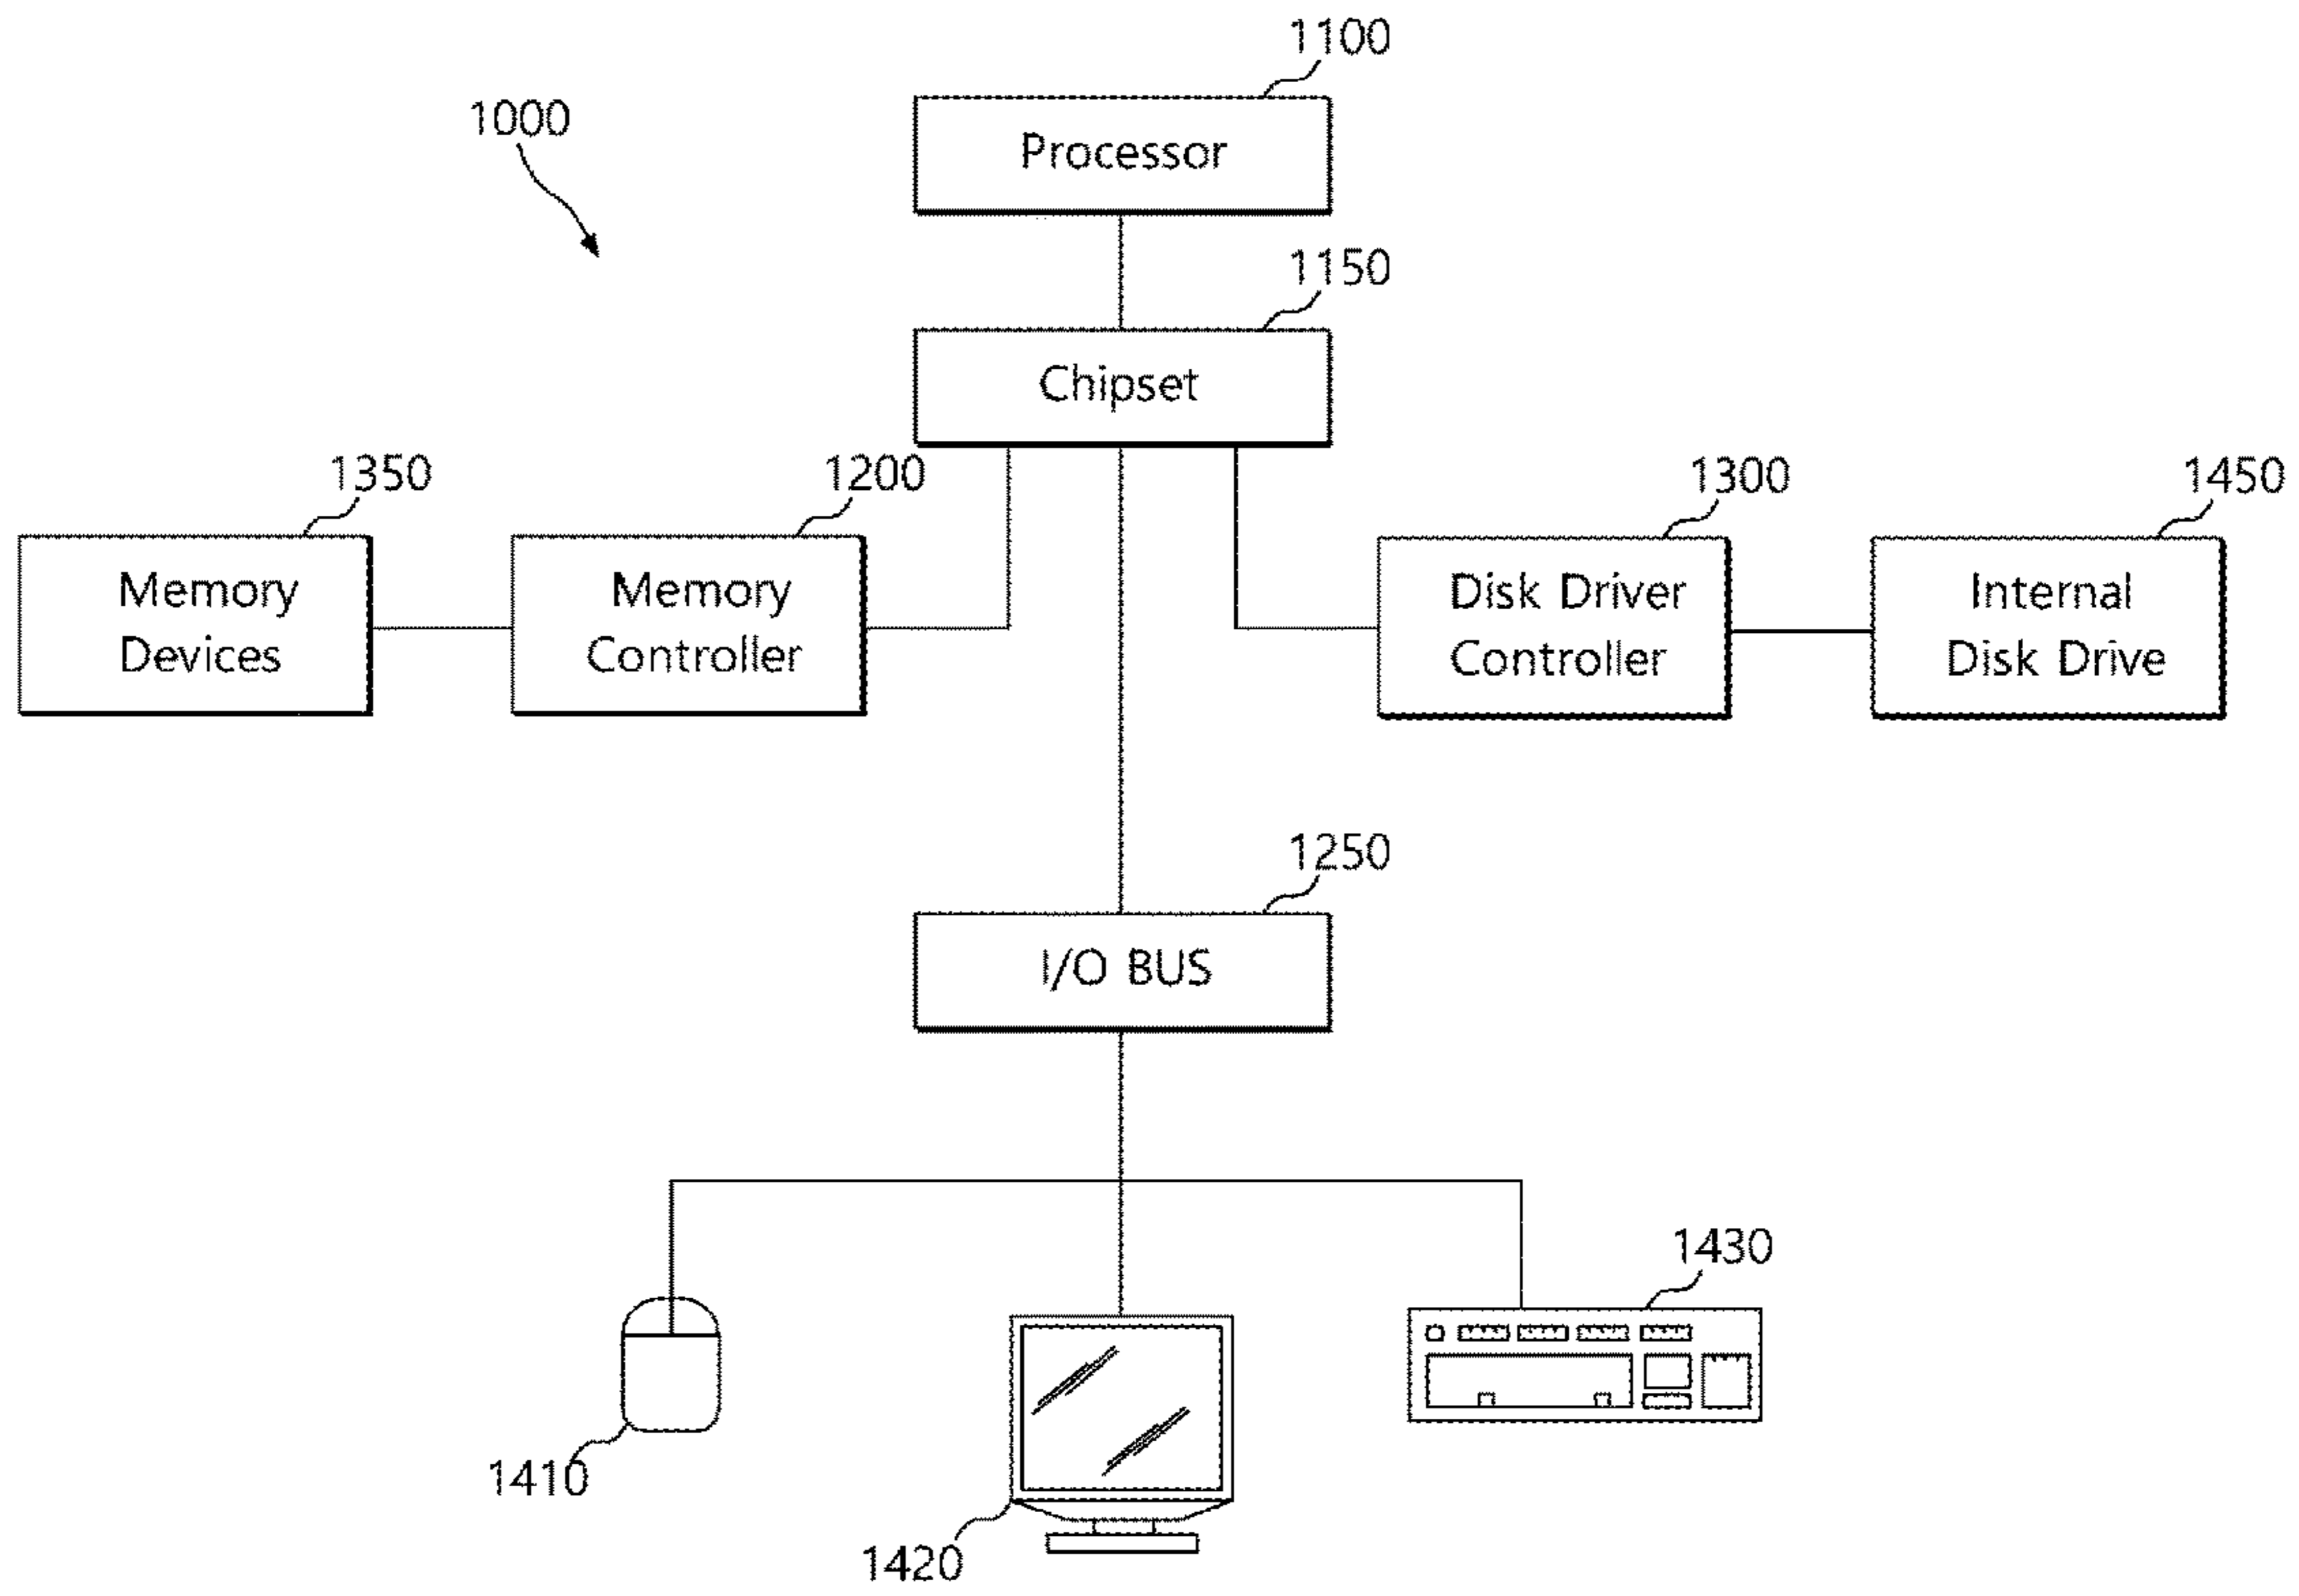 1100
1000
Processor
1150
Chipset
1350
1200
1300
1450
Memory
Devices
Memory
Controller
Disk Driver
Controller
Internal
Disk Drive
1250
I/O BUS
1430
1410
1420